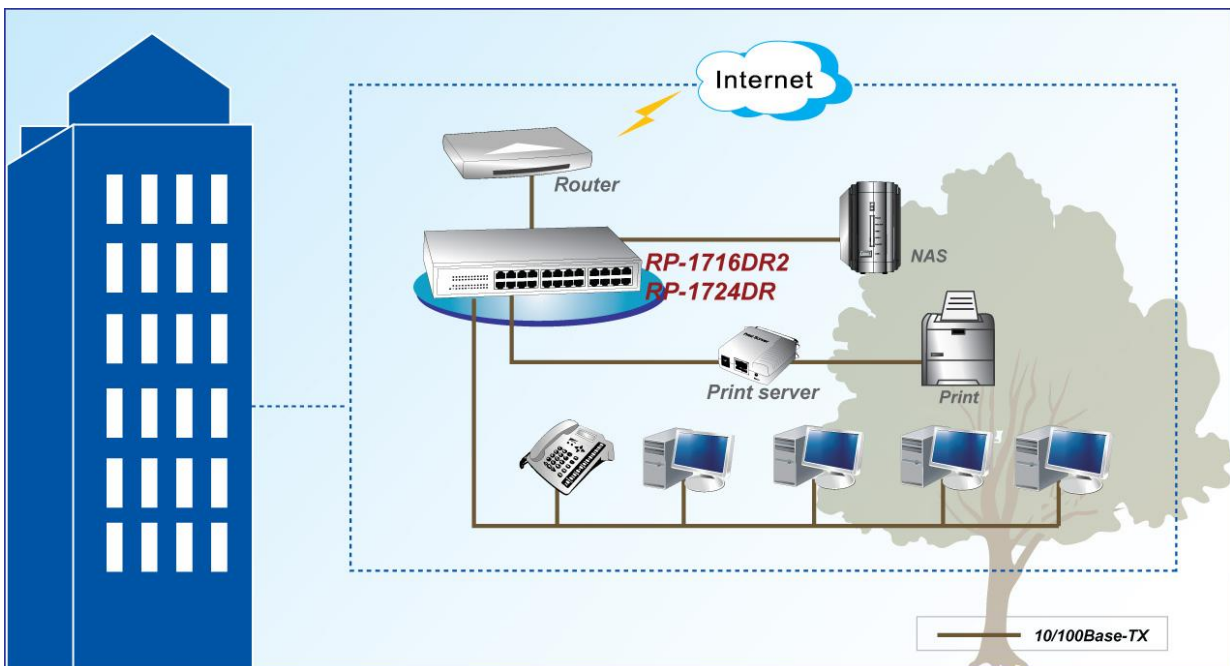 Internet
Router
RP-1716DR2
RP-1724DR
NAS
Print server
Print
10/100Base-TX